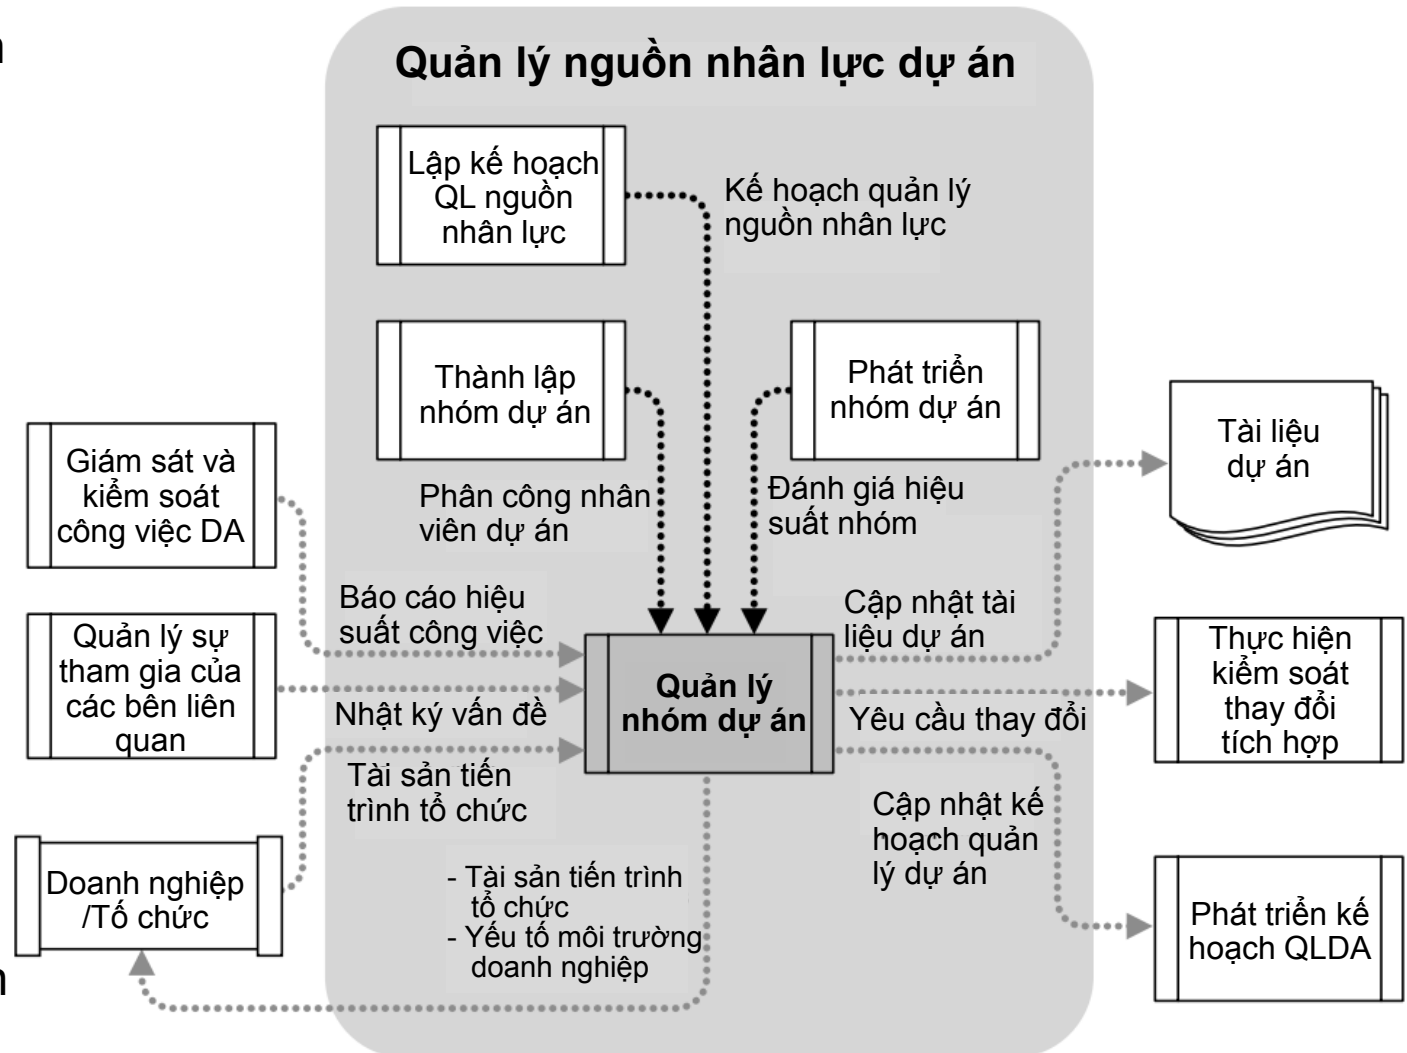 Quản lý nguồn nhân lực dự án
Lập kế hoạch
QL nguồn
nhân lực
Kế hoạch quản lý
nguồn nhân lực
Thành lập
nhóm dự án
Phát triển
nhóm dự án
Tài liệu
dự án
Giám sát và
kiểm soát
công việc DA
Phân công nhân
viên dự án
Đánh giá hiệu
suất nhóm
Báo cáo hiệu
suất công việc
Cập nhật tài
liệu dự án
Quản lý sự
tham gia của
các bên liên
quan
Nhật ký vấn đề
Quản lý
nhóm dự án
Yêu cầu thay đổi
Thực hiện
kiểm soát
thay đổi
tích hợp
Tài sản tiến
trình tổ chức
Cập nhật kế
hoạch quản
lý dự án
Doanh nghiệp
/Tố chức
- Tài sản tiến trình
tổ chức
- Yếu tố môi trường
doanh nghiệp
Phát triển kế
hoạch QLDA